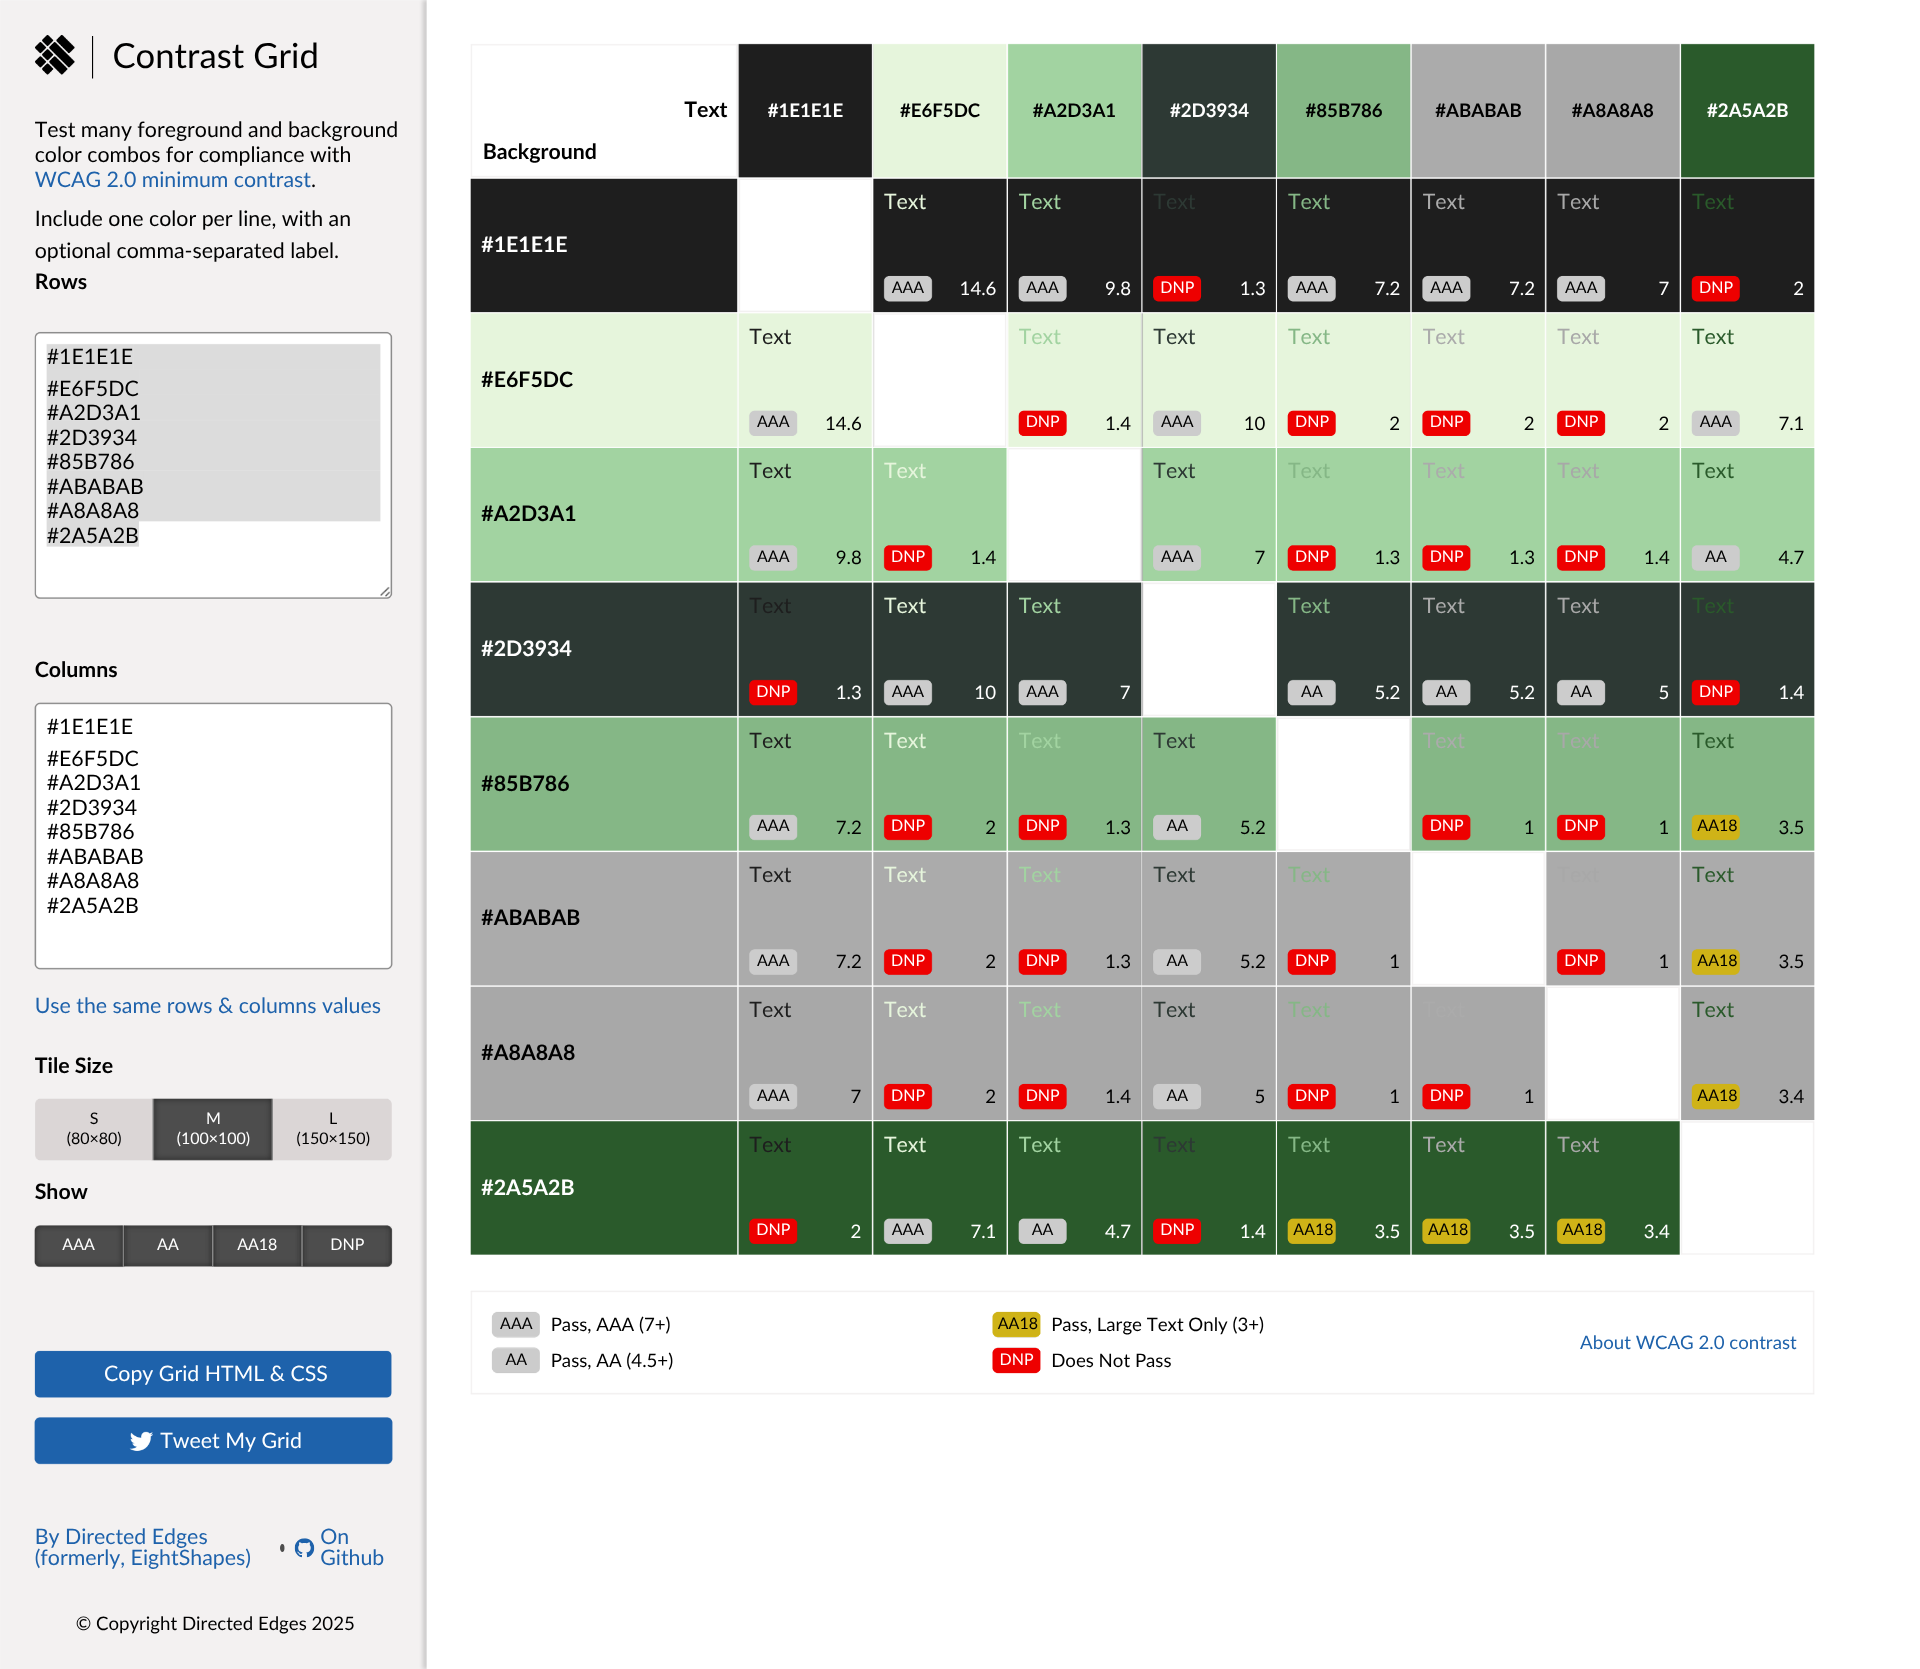 Contrast Grid
Test many foreground and background
color combos for compliance with
WCAG 2.0 minimum contrast.
Include one color per line, with an
optional comma-separated label.
Rows
#1E1E1E
#E6F5DC
#A2D3A1
#2D3934
#85B786
#ABABAB
#A8A8A8
#2A5A2B
Columns
#1E1E1E
#E6F5DC
#A2D3A1
#2D3934
#85B786
#ABABAB
#A8A8A8
#2A5A2B
Use the same rows & columns values
Tile Size
S M L
(80×80) (100×100) (150×150)
Show
AAA AA AA18 DNP
Copy Grid HTML & CSS
Tweet My Grid
By Directed Edges
(formerly, EightShapes)
• On
Github
© Copyright Directed Edges 2025
Text #1E1E1E #E6F5DC #A2D3A1 #2D3934 #85B786 #ABABAB #A8A8A8 #2A5A2B
Background
Text Text Text Text Text Text Text
#1E1E1E
AAA 14.6 AAA 9.8 DNP 1.3 AAA 7.2 AAA 7.2 AAA 7 DNP 2
Text Text Text Text Text Text Text
#E6F5DC
AAA 14.6 DNP 1.4 AAA 10 DNP 2 DNP 2 DNP 2 AAA 7.1
Text Text Text Text Text Text Text
#A2D3A1
AAA 9.8 DNP 1.4 AAA 7 DNP 1.3 DNP 1.3 DNP 1.4 AA 4.7
Text Text Text Text Text Text Text
#2D3934
DNP 1.3 AAA 10 AAA 7 AA 5.2 AA 5.2 AA 5 DNP 1.4
Text Text Text Text Text Text Text
#85B786
AAA 7.2 DNP 2 DNP 1.3 AA 5.2 DNP 1 DNP 1 AA18 3.5
Text Text Text Text Text Text Text
#ABABAB
AAA 7.2 DNP 2 DNP 1.3 AA 5.2 DNP 1 DNP 1 AA18 3.5
Text Text Text Text Text Text Text
#A8A8A8
AAA 7 DNP 2 DNP 1.4 AA 5 DNP 1 DNP 1 AA18 3.4
Text Text Text Text Text Text Text
#2A5A2B
DNP 2 AAA 7.1 AA 4.7 DNP 1.4 AA18 3.5 AA18 3.5 AA18 3.4
AAA Pass, AAA (7+)
AA Pass, AA (4.5+)
AA18 Pass, Large Text Only (3+)
DNP Does Not Pass
About WCAG 2.0 contrast